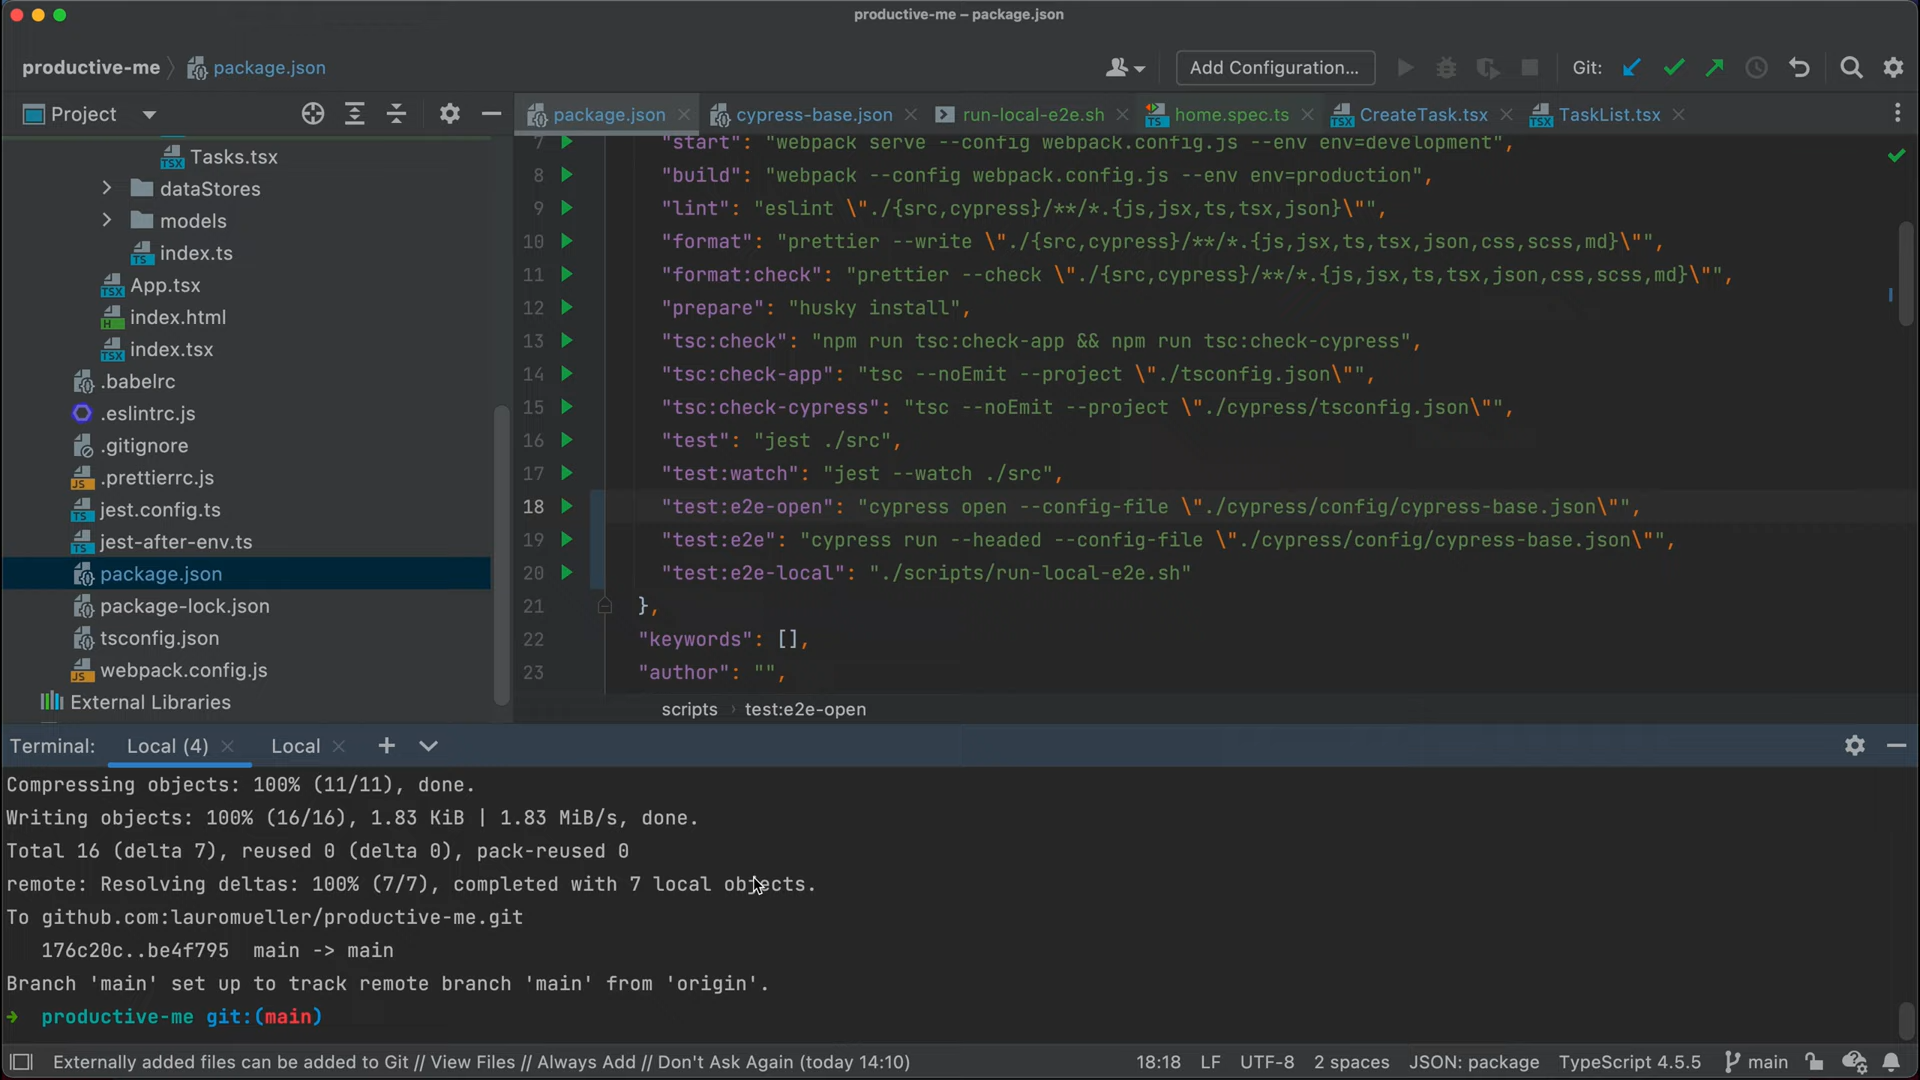 productive-me – package.json
productive-me
package.json
Add Configuration...
Git:
Project
package.json
cypress-base.json
run-local-e2e.sh
home.spec.ts
CreateTask.tsx
TaskList.tsx
Tasks.tsx
dataStores
models
index.ts
App.tsx
index.html
index.tsx
.babelrc
.eslintrc.js
.gitignore
.prettierrc.js
jest.config.ts
jest-after-env.ts
package.json
package-lock.json
tsconfig.json
webpack.config.js
External Libraries
7 "start": "webpack serve --config webpack.config.js --env env=development",
8 "build": "webpack --config webpack.config.js --env env=production",
9 "lint": "eslint \"./{src,cypress}/**/*.{js,jsx,ts,tsx,json}\"",
10 "format": "prettier --write \"./{src,cypress}/**/*.{js,jsx,ts,tsx,json,css,scss,md}\"",
11 "format:check": "prettier --check \"./{src,cypress}/**/*.{js,jsx,ts,tsx,json,css,scss,md}\"",
12 "prepare": "husky install",
13 "tsc:check": "npm run tsc:check-app && npm run tsc:check-cypress",
14 "tsc:check-app": "tsc --noEmit --project \"./tsconfig.json\"",
15 "tsc:check-cypress": "tsc --noEmit --project \"./cypress/tsconfig.json\"",
16 "test": "jest ./src",
17 "test:watch": "jest --watch ./src",
18 "test:e2e-open": "cypress open --config-file \"./cypress/config/cypress-base.json\"",
19 "test:e2e": "cypress run --headed --config-file \"./cypress/config/cypress-base.json\"",
20 "test:e2e-local": "./scripts/run-local-e2e.sh"
21 },
22 "keywords": [],
23 "author": "",
scripts › test:e2e-open
Terminal: Local (4) Local
Compressing objects: 100% (11/11), done.
Writing objects: 100% (16/16), 1.83 KiB | 1.83 MiB/s, done.
Total 16 (delta 7), reused 0 (delta 0), pack-reused 0
remote: Resolving deltas: 100% (7/7), completed with 7 local objects.
To github.com:lauromueller/productive-me.git
176c20c..be4f795 main -> main
Branch 'main' set up to track remote branch 'main' from 'origin'.
→ productive-me git:(main)
Externally added files can be added to Git // View Files // Always Add // Don't Ask Again (today 14:10)
18:18 LF UTF-8 2 spaces JSON: package TypeScript 4.5.5 main